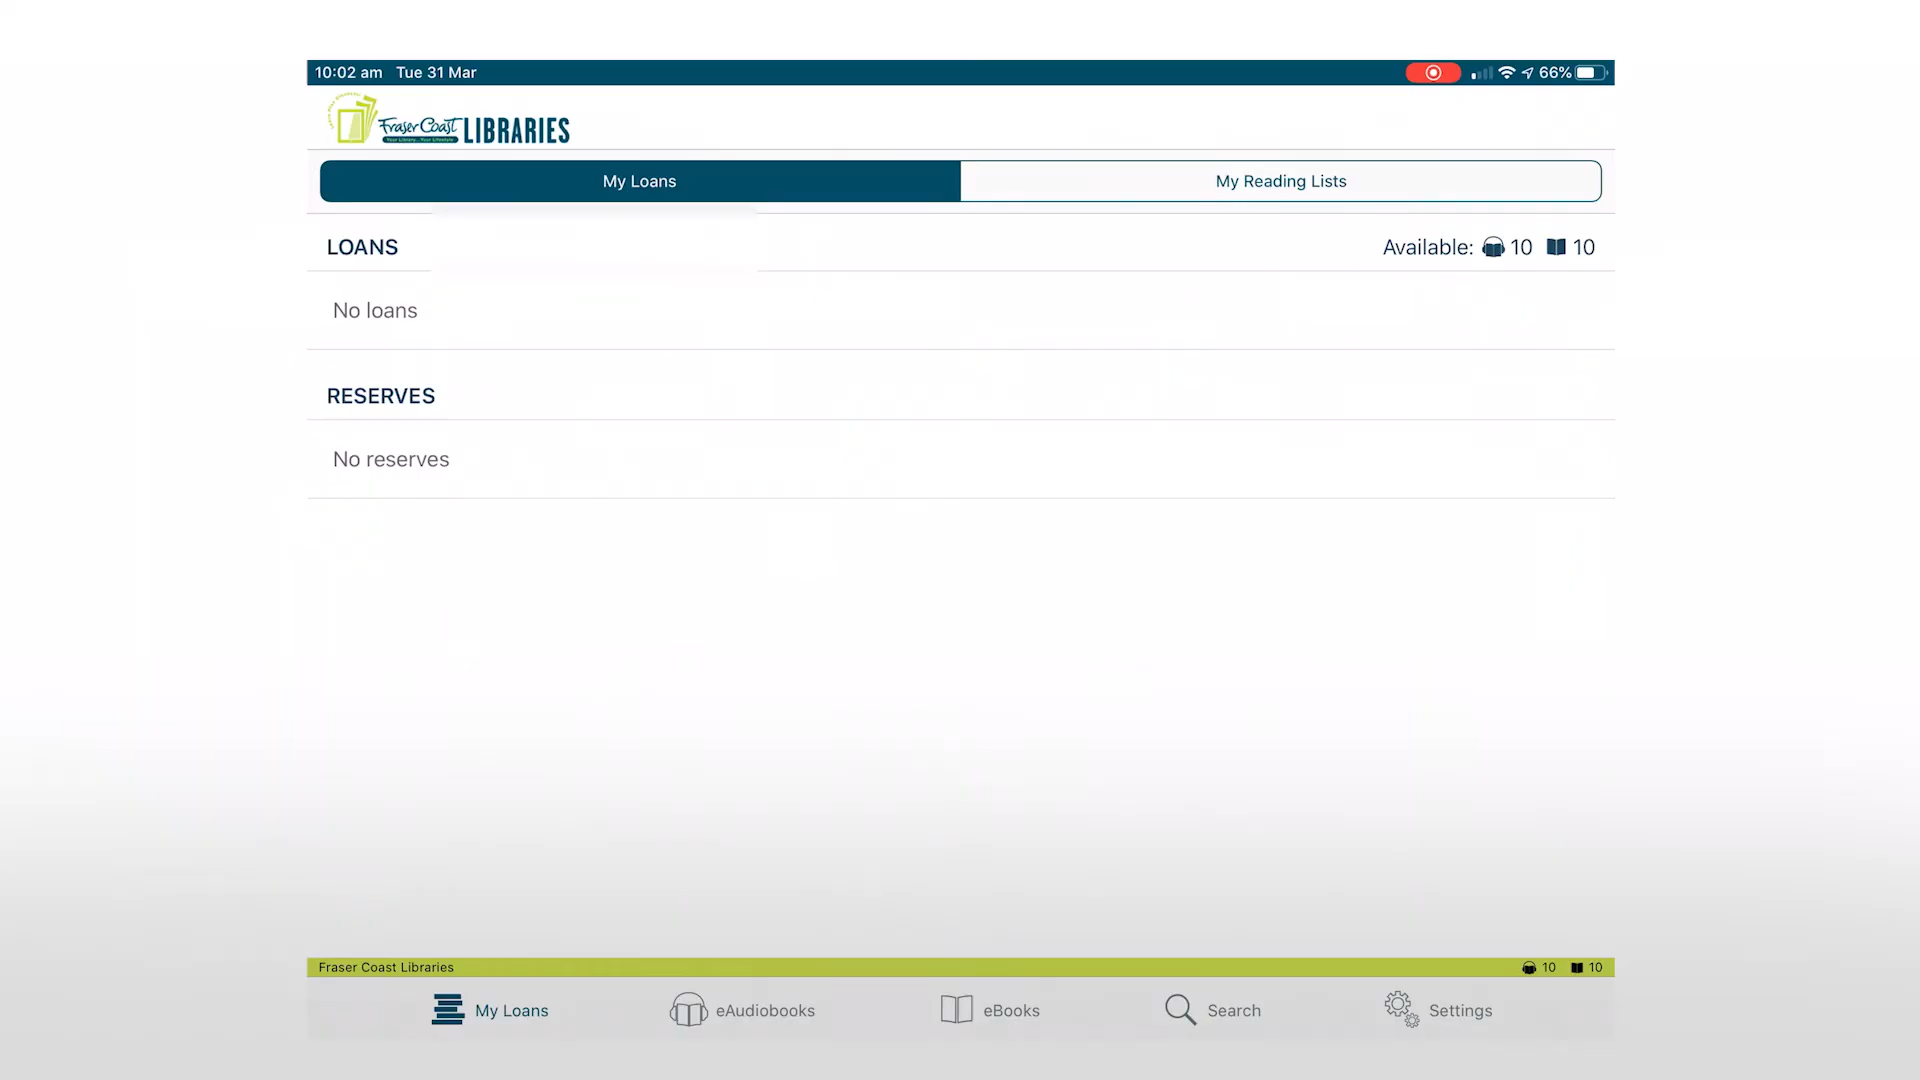 10:02 am Tue 31 Mar 66%
Fraser Coast LIBRARIES
My Loans My Reading Lists
LOANS Available: 10 10
No loans
RESERVES
No reserves
Fraser Coast Libraries 10 10
My Loans eAudiobooks eBooks Search Settings